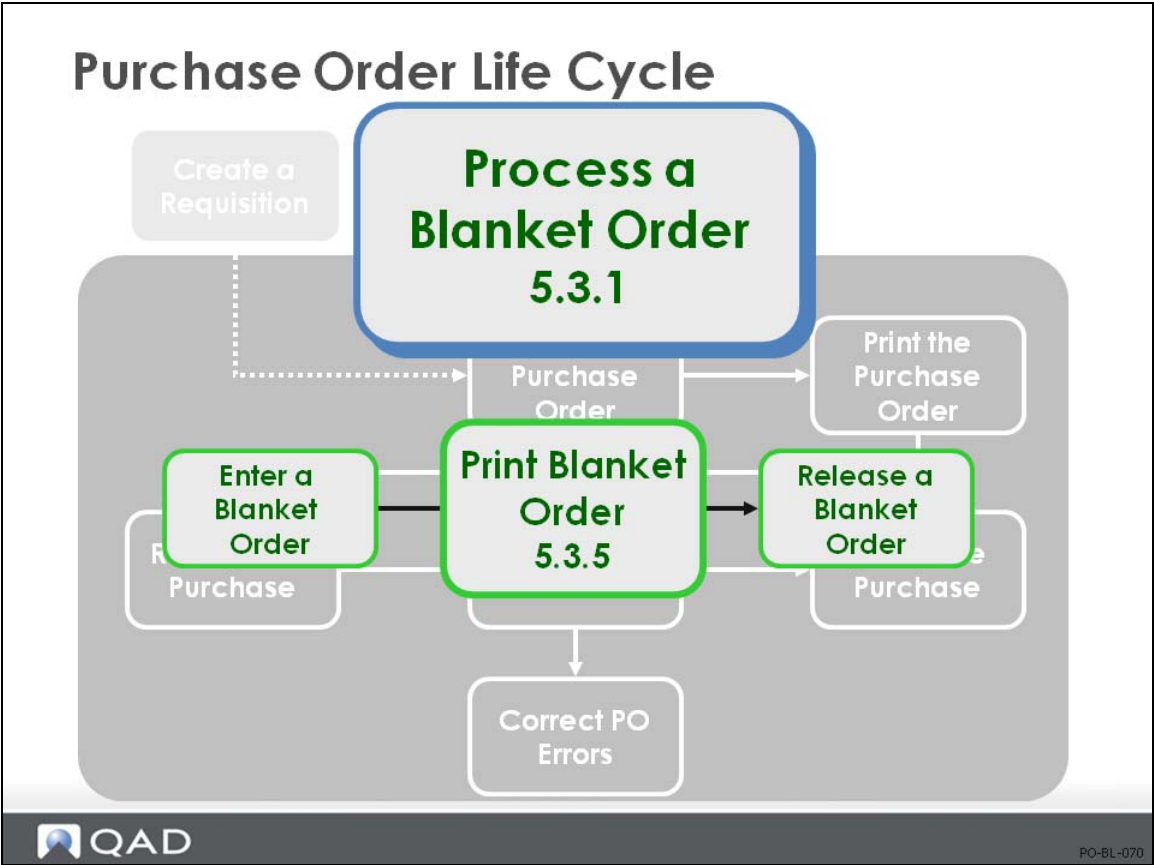 Purchase Order Life Cycle
Create a
Requisition
Process a
Blanket Order
5.3.1
Purchase
Order
Print the
Purchase
Order
Enter a
Blanket
Order
Print Blanket
Order
5.3.5
Release a
Blanket
Order
Purchase
Purchase
Correct PO
Errors
QAD
PO-BL-070